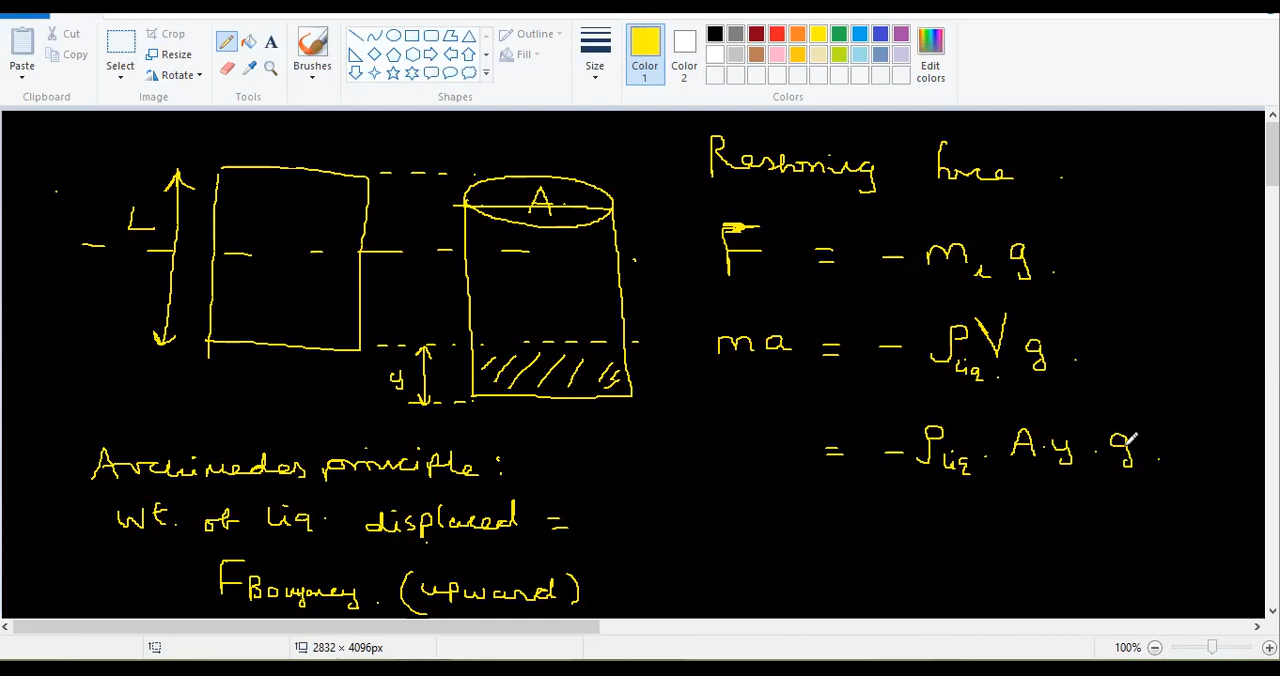 Cut
Copy
Paste
Clipboard
Select
Crop
Resize
Rotate
Image
A
Tools
Brushes
Outline
Fill
Shapes
Size
Color 1
Color 2
Edit colors
Colors
L
A
y
Archimedes principle :
Wt. of liq. displaced =
F Bouyoncy . (upward)
Restoring force
F = - m L g .
ma = - ρ liq V g .
= - ρ liq . A . y . g .
2832 × 4096px
100%